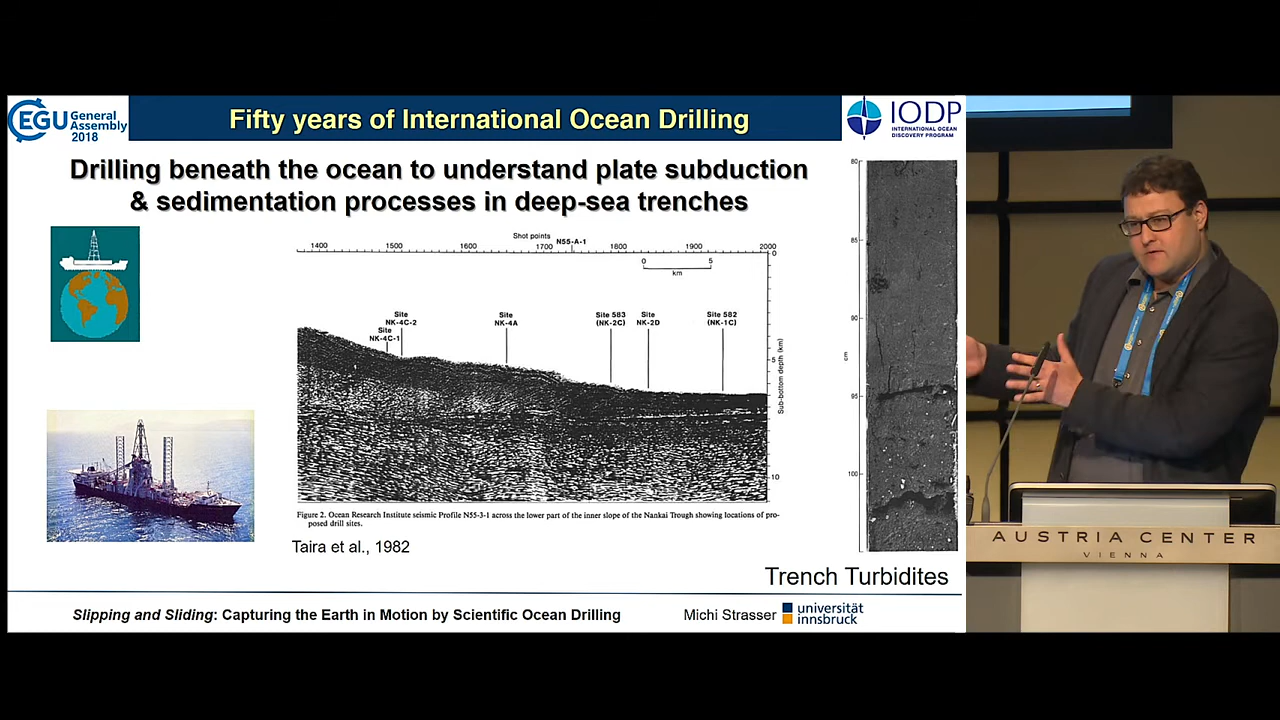 EGU General
Assembly
2018
Fifty years of International Ocean Drilling
IODP
INTERNATIONAL OCEAN
DISCOVERY PROGRAM
Drilling beneath the ocean to understand plate subduction
& sedimentation processes in deep-sea trenches
Shot points
N55-A-1
1400 1500 1600 1700 1800 1900 2000
0
0 5
km
Site
NK-4C-2
Site
NK-4C-1
Site
NK-4A
Site 583
(NK-2C)
Site
NK-2D
Site 582
(NK-1C)
5
10
Sub-bottom depth (km)
80
85
90
cm
95
100
Figure 2. Ocean Research Institute seismic Profile N55-3-1 across the lower part of the inner slope of the Nankai Trough showing locations of pro-
posed drill sites.
Taira et al., 1982
Trench Turbidites
Slipping and Sliding: Capturing the Earth in Motion by Scientific Ocean Drilling
Michi Strasser
universität
innsbruck
AUSTRIA CENTER
VIENNA